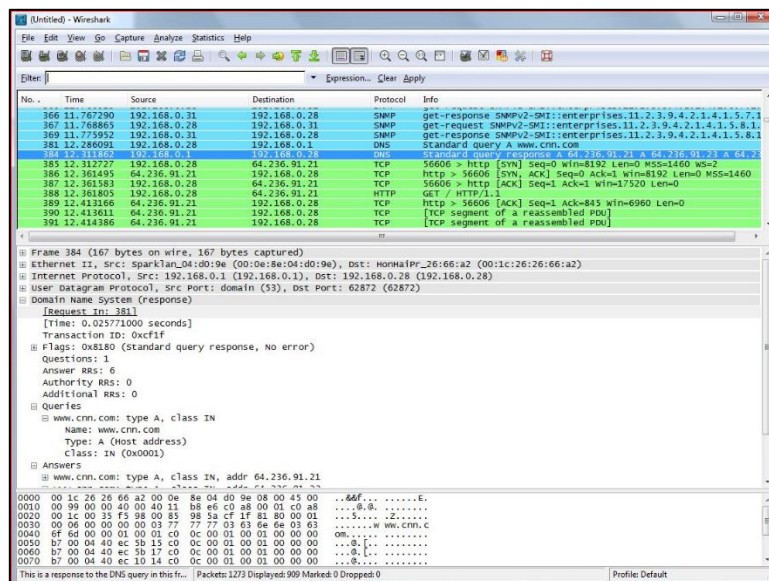 (Untitled) - Wireshark
File Edit View Go Capture Analyze Statistics Help
Filter: Expression... Clear Apply
No. . Time Source Destination Protocol Info
366 11.767290 192.168.0.31 192.168.0.28 SNMP get-response SNMPv2-SMI::enterprises.11.2.3.9.4.2.1.4.1.5.7.1
367 11.768865 192.168.0.28 192.168.0.31 SNMP get-request SNMPv2-SMI::enterprises.11.2.3.9.4.2.1.4.1.5.8.1
369 11.775952 192.168.0.31 192.168.0.28 SNMP get-response SNMPv2-SMI::enterprises.11.2.3.9.4.2.1.4.1.5.8.
381 12.286091 192.168.0.28 192.168.0.1 DNS Standard query A www.cnn.com
384 12.311862 192.168.0.1 192.168.0.28 DNS Standard query response A 64.236.91.21 A 64.236.91.23 A 64.23
385 12.312727 192.168.0.28 64.236.91.21 TCP 56606 > http [SYN] Seq=0 Win=8192 Len=0 MSS=1460 WS=2
386 12.361495 64.236.91.21 192.168.0.28 TCP http > 56606 [SYN, ACK] Seq=0 Ack=1 Win=8192 Len=0 MSS=1460
387 12.361583 192.168.0.28 64.236.91.21 TCP 56606 > http [ACK] Seq=1 Ack=1 Win=17520 Len=0
388 12.361805 192.168.0.28 64.236.91.21 HTTP GET / HTTP/1.1
389 12.413166 64.236.91.21 192.168.0.28 TCP http > 56606 [ACK] Seq=1 Ack=845 Win=6960 Len=0
390 12.413611 64.236.91.21 192.168.0.28 TCP [TCP segment of a reassembled PDU]
391 12.414386 64.236.91.21 192.168.0.28 TCP [TCP segment of a reassembled PDU]
Frame 384 (167 bytes on wire, 167 bytes captured)
Ethernet II, Src: Sparklan_04:d0:9e (00:0e:8e:04:d0:9e), Dst: HonHaiPr_26:66:a2 (00:1c:26:26:66:a2)
Internet Protocol, Src: 192.168.0.1 (192.168.0.1), Dst: 192.168.0.28 (192.168.0.28)
User Datagram Protocol, Src Port: domain (53), Dst Port: 62872 (62872)
Domain Name System (response)
[Request In: 381]
[Time: 0.025771000 seconds]
Transaction ID: 0xcf1f
Flags: 0x8180 (Standard query response, No error)
Questions: 1
Answer RRs: 6
Authority RRs: 0
Additional RRs: 0
Queries
www.cnn.com: type A, class IN
Name: www.cnn.com
Type: A (Host address)
Class: IN (0x0001)
Answers
www.cnn.com: type A, class IN, addr 64.236.91.21
0000 00 1c 26 26 66 a2 00 0e 8e 04 d0 9e 08 00 45 00 ..&&f... ......E.
0010 00 99 00 00 40 00 40 11 b8 e6 c0 a8 00 01 c0 a8 ....@.@. ........
0020 00 1c 00 35 f5 98 00 85 98 5a cf 1f 81 80 00 01 ...5.... .Z......
0030 00 06 00 00 00 00 03 77 77 77 03 63 6e 6e 03 63 .......w ww.cnn.c
0040 6f 6d 00 00 01 00 01 c0 0c 00 01 00 01 00 00 00 om...... ........
0050 b7 00 04 40 ec 5b 15 c0 0c 00 01 00 01 00 00 00 ...@.[.. ........
0060 b7 00 04 40 ec 5b 17 c0 0c 00 01 00 01 00 00 00 ...@.[.. ........
0070 b7 00 04 40 ec 10 14 c0 0c 00 01 00 01 00 00 00 ...@.... ........
This is a response to the DNS query in this fr... Packets: 1273 Displayed: 909 Marked: 0 Dropped: 0 Profile: Default